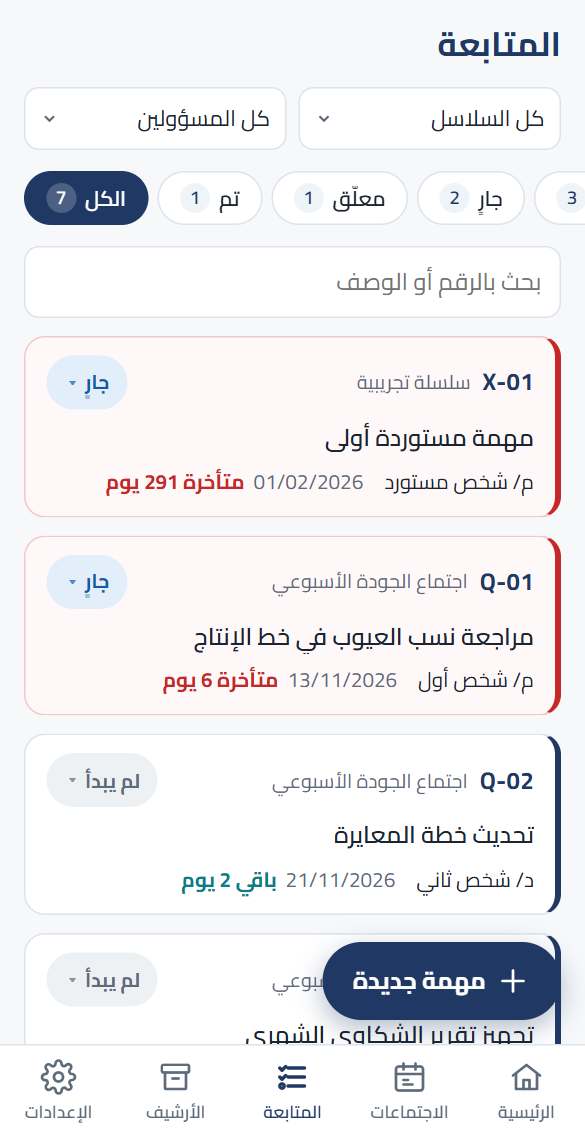 المتابعة
كل السلاسل
كل المسؤولين
3
جارٍ 2
معلّق 1
تم 1
الكل 7
بحث بالرقم أو الوصف
X-01 سلسلة تجريبية
جارٍ
مهمة مستوردة أولى
م/ شخص مستورد 01/02/2026 متأخرة 291 يوم
Q-01 اجتماع الجودة الأسبوعي
جارٍ
مراجعة نسب العيوب في خط الإنتاج
م/ شخص أول 13/11/2026 متأخرة 6 يوم
Q-02 اجتماع الجودة الأسبوعي
لم يبدأ
تحديث خطة المعايرة
د/ شخص ثاني 21/11/2026 باقي 2 يوم
لم يبدأ
مهمة جديدة
تجهيز تقرير الشكاوى الشهري
الرئيسية
الاجتماعات
المتابعة
الأرشيف
الإعدادات